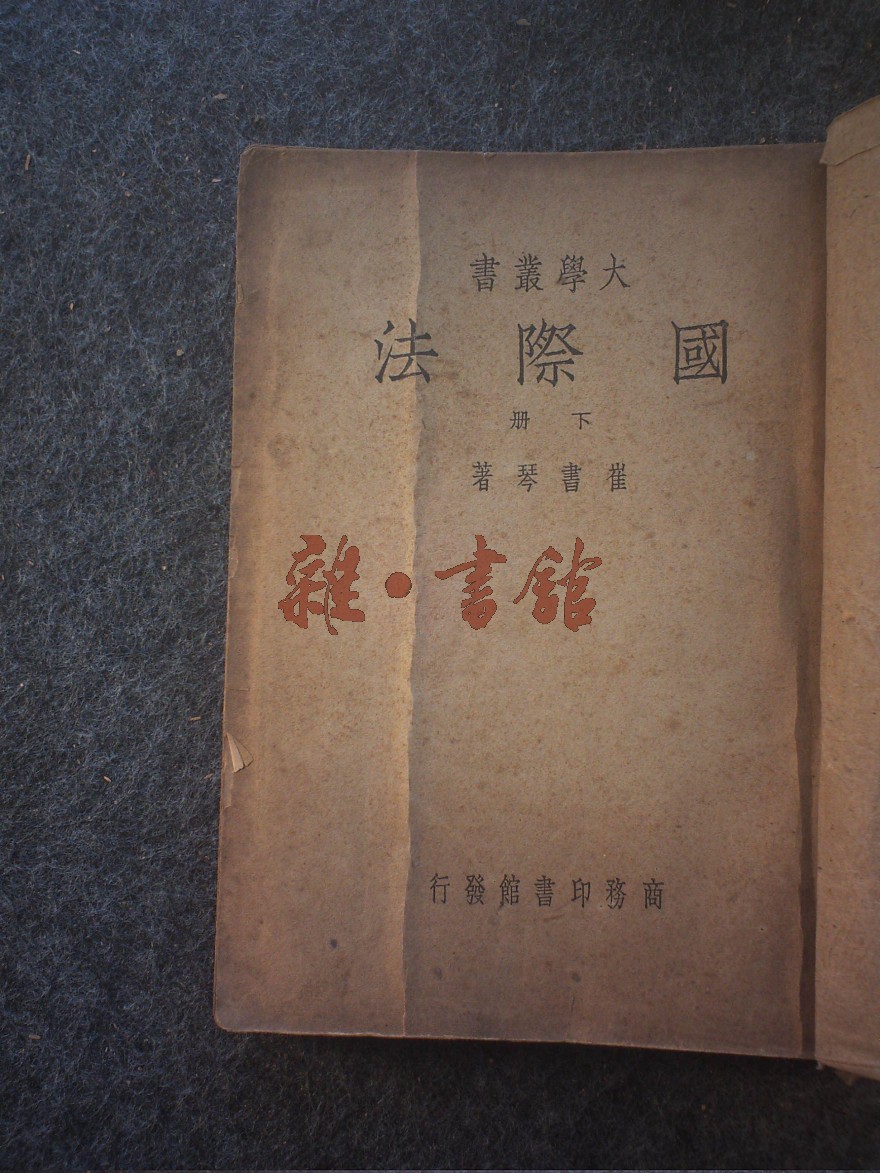 大學叢書
國際法
下册
崔書琴著
雜·書館
商務印書館發行